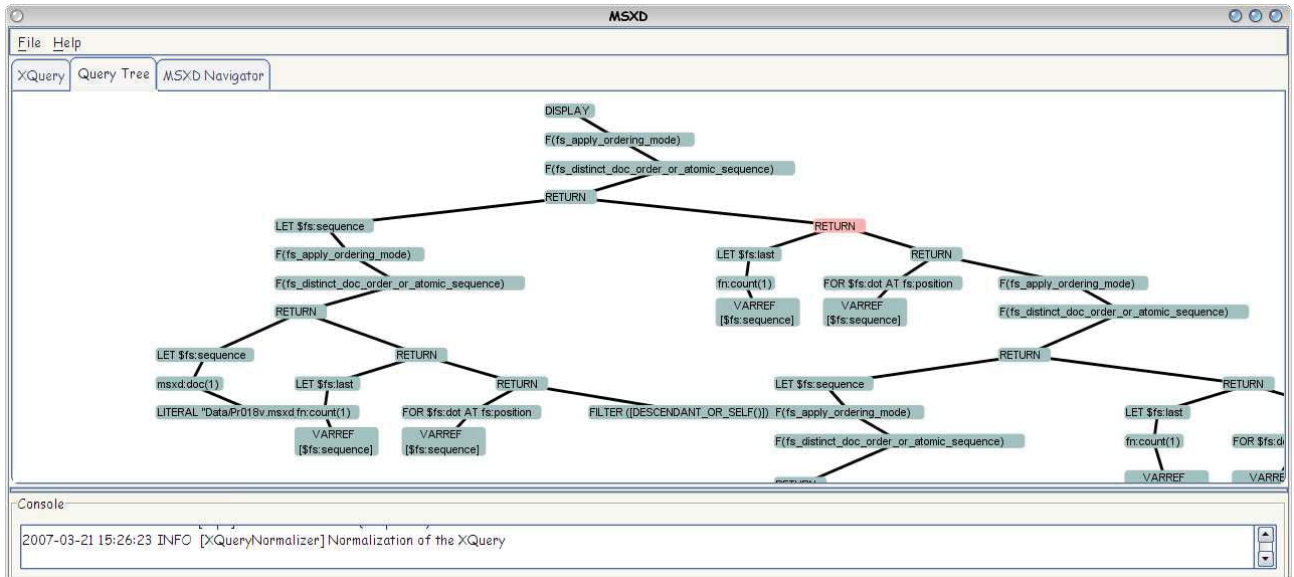 MSXD
File Help
XQuery Query Tree MSXD Navigator
DISPLAY
F(fs_apply_ordering_mode)
F(fs_distinct_doc_order_or_atomic_sequence)
RETURN
LET $fs:sequence RETURN
F(fs_apply_ordering_mode) LET $fs:last RETURN
F(fs_distinct_doc_order_or_atomic_sequence) fn:count(1) FOR $fs:dot AT fs:position F(fs_apply_ordering_mode)
RETURN VARREF VARREF F(fs_distinct_doc_order_or_atomic_sequence)
[$fs:sequence] [$fs:sequence]
LET $fs:sequence RETURN RETURN
msxd:doc(1) LET $fs:last RETURN LET $fs:sequence RETURN
LITERAL "Data/Pr018v.msxd fn:count(1) FOR $fs:dot AT fs:position FILTER ([DESCENDANT_OR_SELF()]) F(fs_apply_ordering_mode) LET $fs:last
VARREF VARREF F(fs_distinct_doc_order_or_atomic_sequence) fn:count(1) FOR $fs:d
[$fs:sequence] [$fs:sequence]
RETURN VARREF VARRE
Console
2007-03-21 15:26:23 INFO [XQueryNormalizer] Normalization of the XQuery